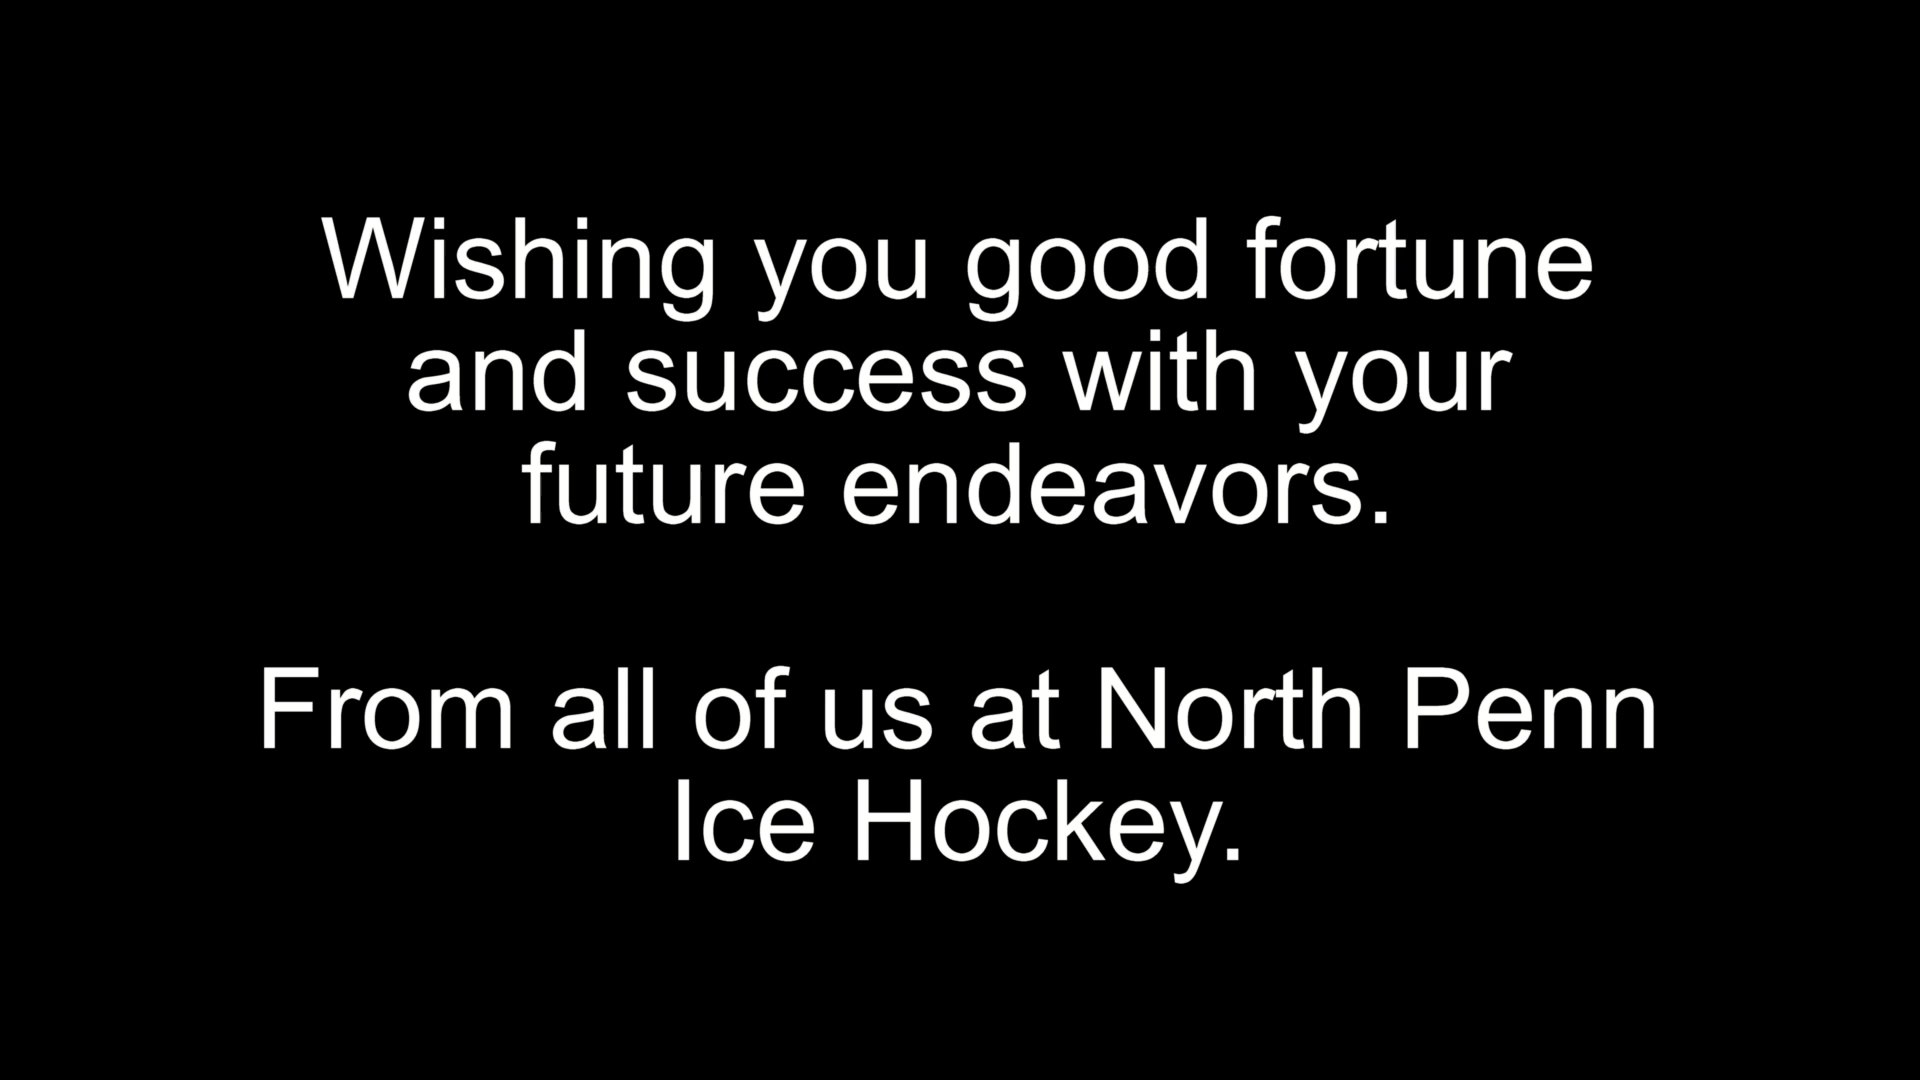 Wishing you good fortune
and success with your
future endeavors.
From all of us at North Penn
Ice Hockey.